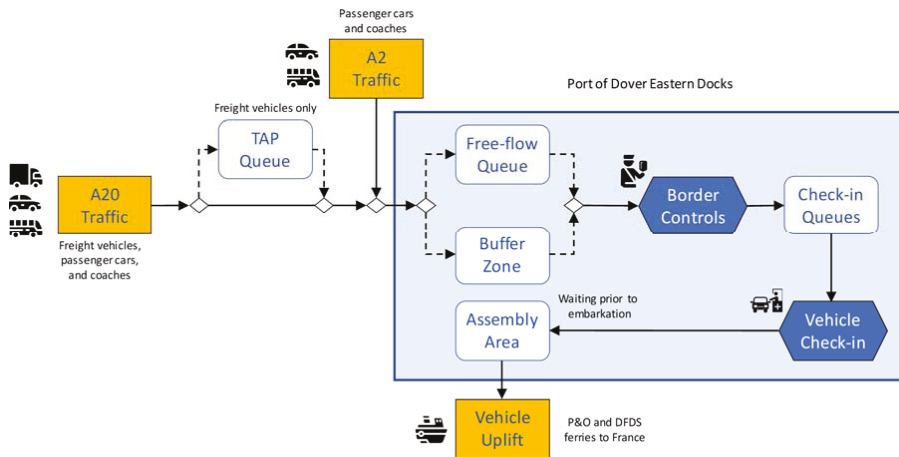 Passenger cars
and coaches
A2
Traffic
Port of Dover Eastern Docks
Freight vehicles only
TAP
Queue
Free-flow
Queue
A20
Traffic
Border
Controls
Check-in
Queues
Freight vehicles,
passenger cars,
and coaches
Buffer
Zone
Waiting prior to
embarkation
Assembly
Area
Vehicle
Check-in
Vehicle
Uplift
P&O and DFDS
ferries to France